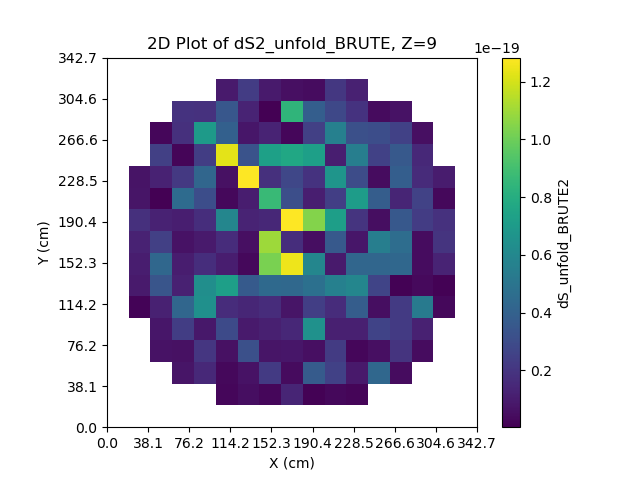 2D Plot of dS2_unfold_BRUTE, Z=9
1e−19
342.7
304.6
266.6
228.5
190.4
152.3
114.2
76.2
38.1
0.0
Y (cm)
0.0 38.1 76.2 114.2 152.3 190.4 228.5 266.6 304.6 342.7
X (cm)
1.2
1.0
0.8
0.6
0.4
0.2
dS_unfold_BRUTE2